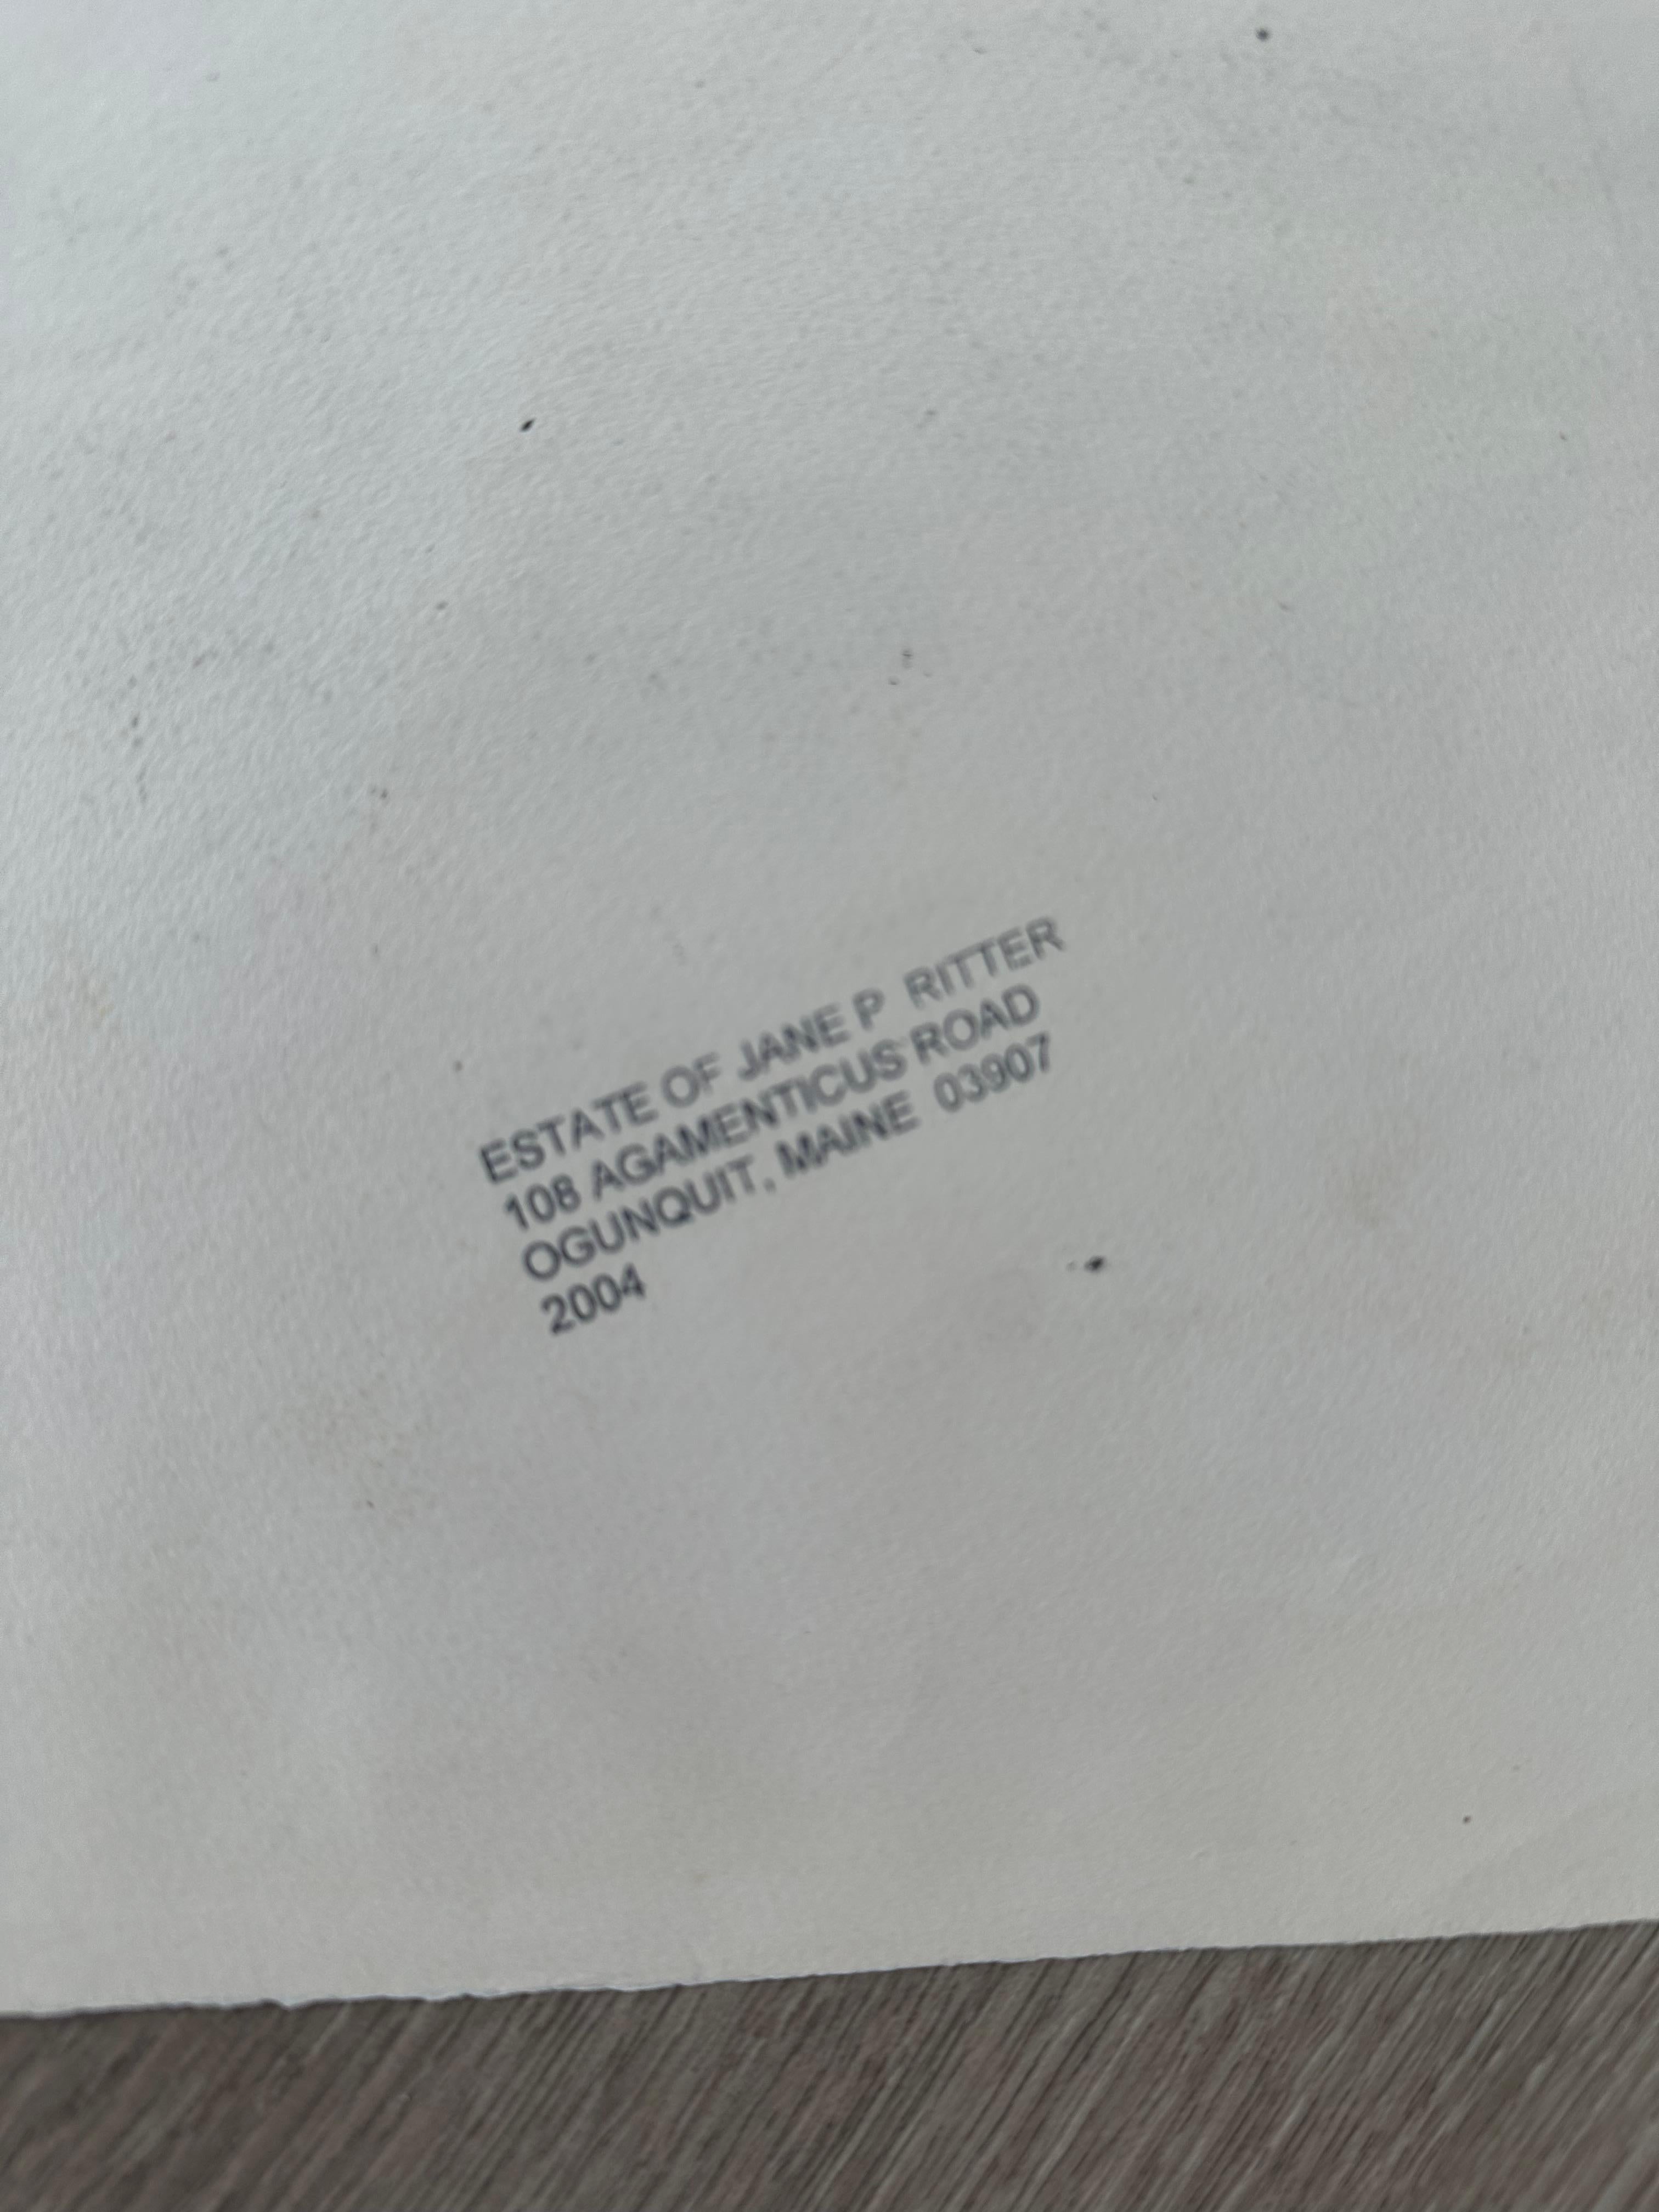 ESTATE OF JANE P RITTER
108 AGAMENTICUS ROAD
OGUNQUIT, MAINE 03907
2004